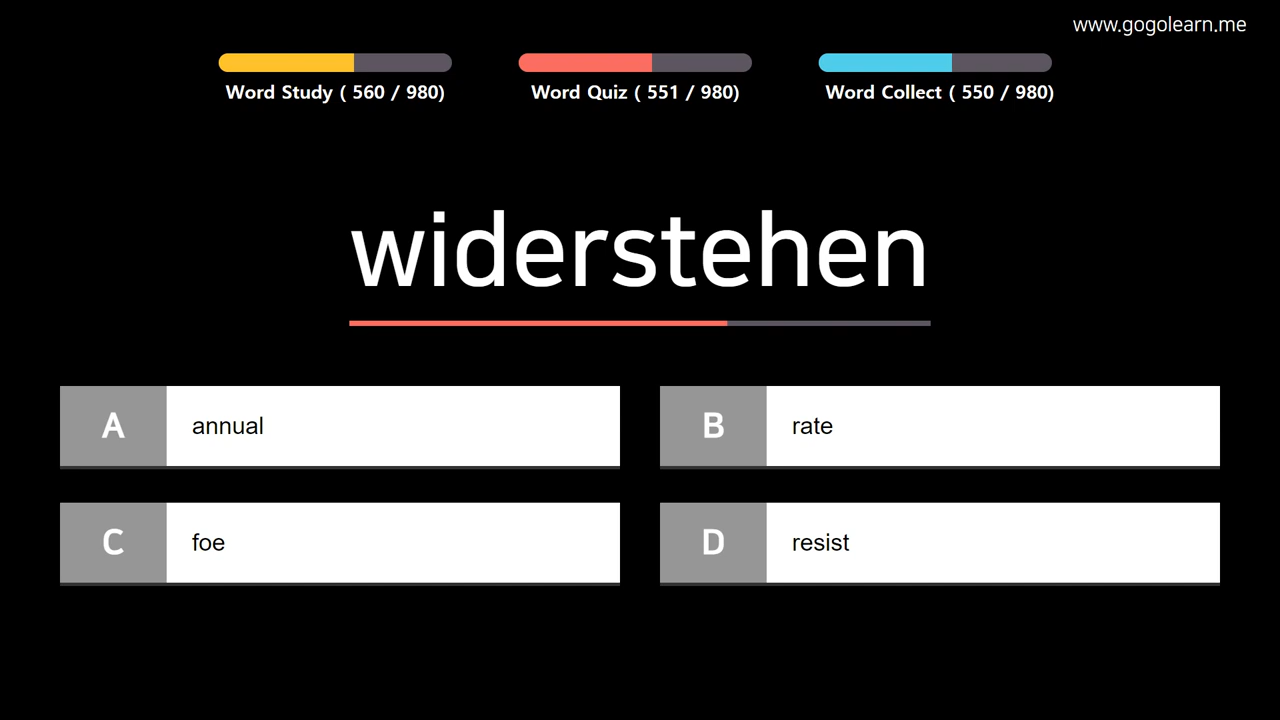 www.gogolearn.me
Word Study ( 560 / 980)
Word Quiz ( 551 / 980)
Word Collect ( 550 / 980)
widerstehen
A annual
B rate
C foe
D resist